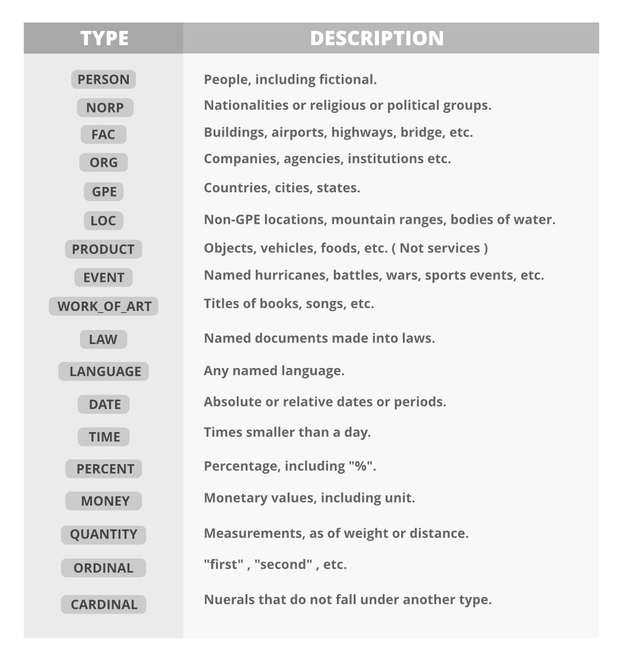 TYPE DESCRIPTION
PERSON People, including fictional.
NORP Nationalities or religious or political groups.
FAC Buildings, airports, highways, bridge, etc.
ORG Companies, agencies, institutions etc.
GPE Countries, cities, states.
LOC Non-GPE locations, mountain ranges, bodies of water.
PRODUCT Objects, vehicles, foods, etc. ( Not services )
EVENT Named hurricanes, battles, wars, sports events, etc.
WORK_OF_ART Titles of books, songs, etc.
LAW Named documents made into laws.
LANGUAGE Any named language.
DATE Absolute or relative dates or periods.
TIME Times smaller than a day.
PERCENT Percentage, including "%".
MONEY Monetary values, including unit.
QUANTITY Measurements, as of weight or distance.
ORDINAL "first" , "second" , etc.
CARDINAL Nuerals that do not fall under another type.